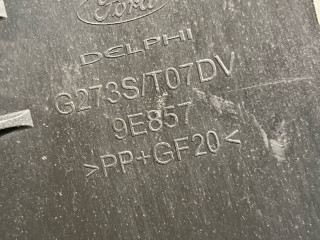 Ford
DELPHI
G273S/T07DV
9E857
>PP+GF20<